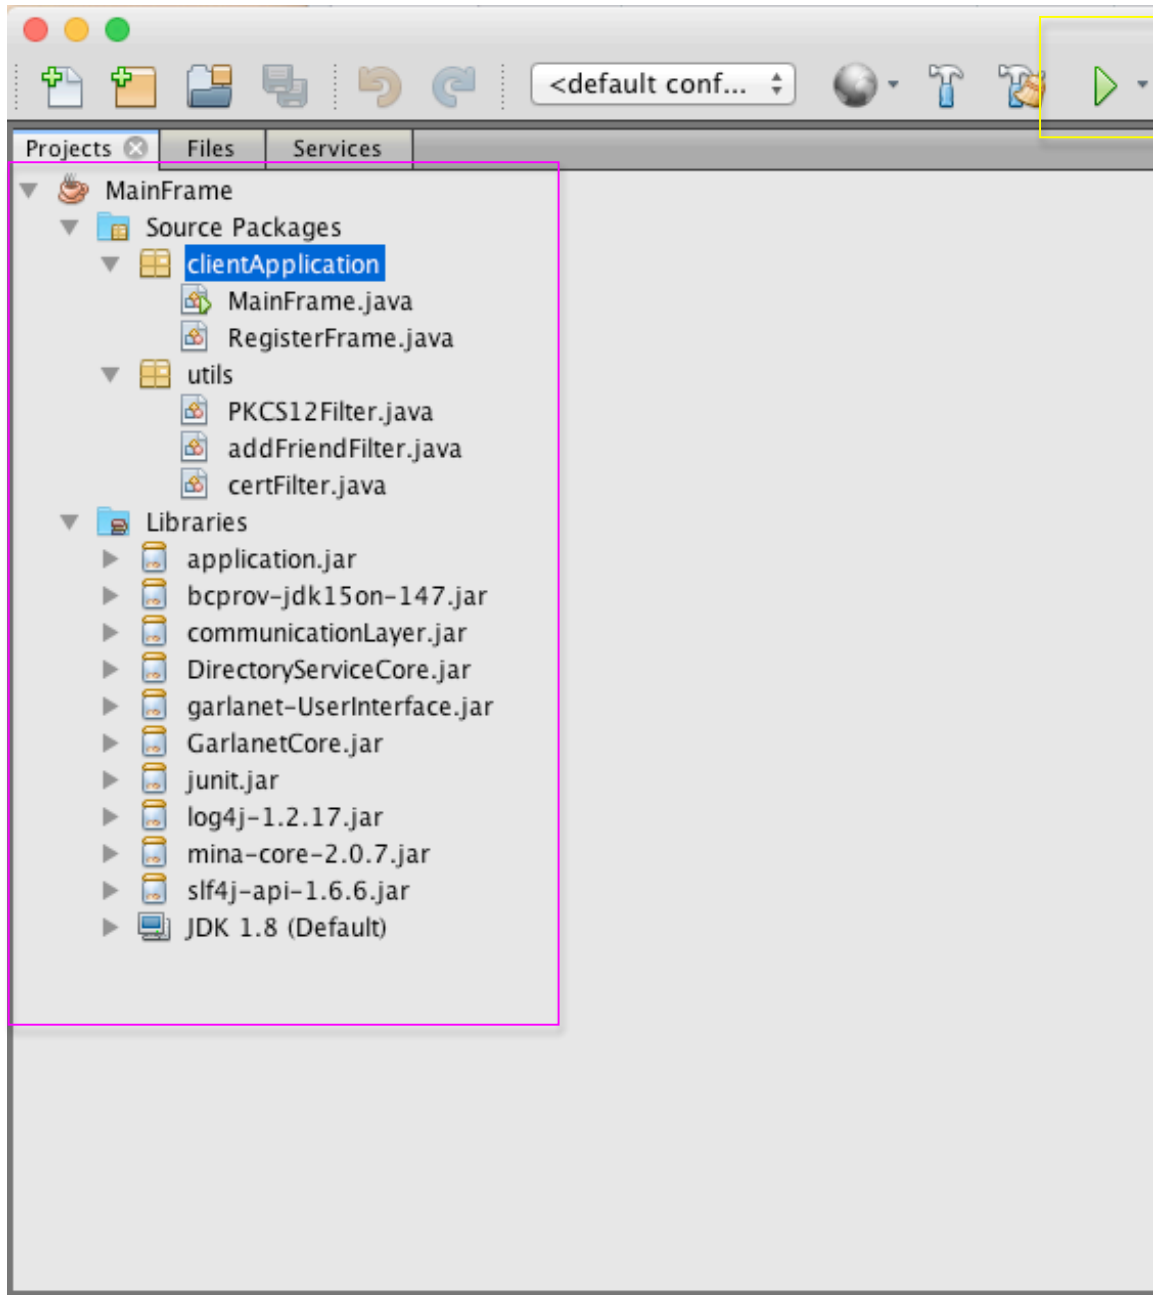 <default conf...
Projects Files Services
MainFrame
Source Packages
clientApplication
MainFrame.java
RegisterFrame.java
utils
PKCS12Filter.java
addFriendFilter.java
certFilter.java
Libraries
application.jar
bcprov-jdk15on-147.jar
communicationLayer.jar
DirectoryServiceCore.jar
garlanet-UserInterface.jar
GarlanetCore.jar
junit.jar
log4j-1.2.17.jar
mina-core-2.0.7.jar
slf4j-api-1.6.6.jar
JDK 1.8 (Default)